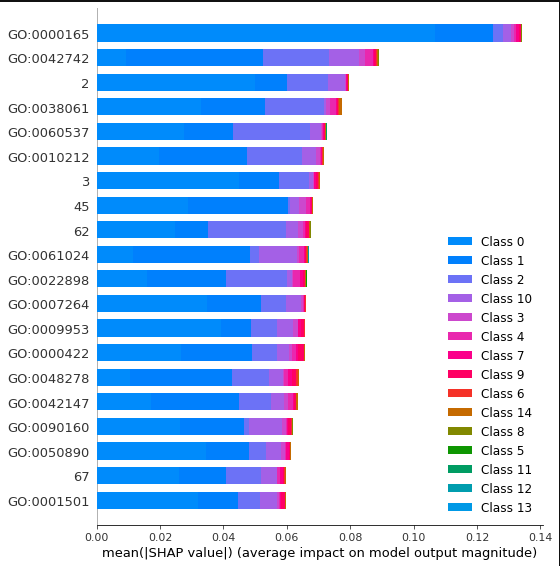 GO:0000165
GO:0042742
2
GO:0038061
GO:0060537
GO:0010212
3
45
62
GO:0061024
GO:0022898
GO:0007264
GO:0009953
GO:0000422
GO:0048278
GO:0042147
GO:0090160
GO:0050890
67
GO:0001501
Class 0
Class 1
Class 2
Class 10
Class 3
Class 4
Class 7
Class 9
Class 6
Class 14
Class 8
Class 5
Class 11
Class 12
Class 13
0.00 0.02 0.04 0.06 0.08 0.10 0.12 0.14
mean(|SHAP value|) (average impact on model output magnitude)